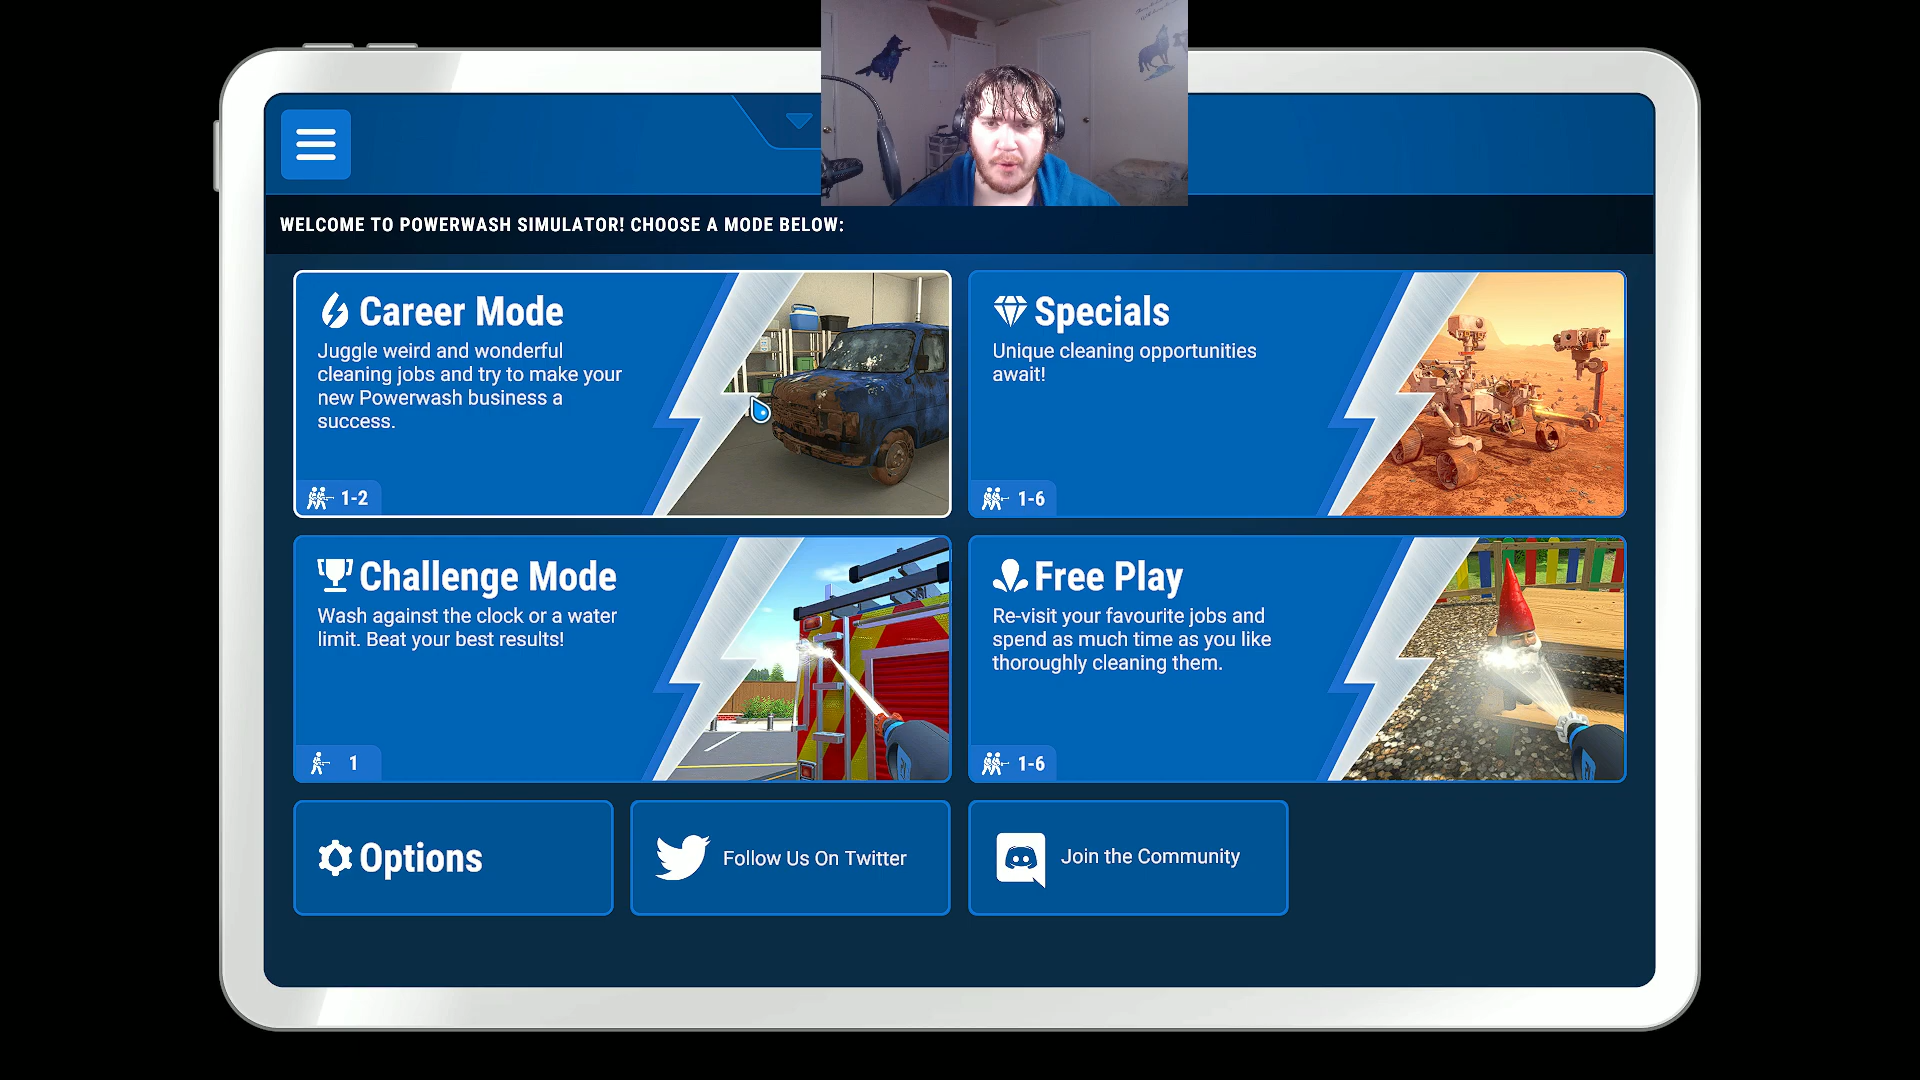 WELCOME TO POWERWASH SIMULATOR! CHOOSE A MODE BELOW:
Career Mode
Juggle weird and wonderful
cleaning jobs and try to make your
new Powerwash business a
success.
1-2
Specials
Unique cleaning opportunities
await!
1-6
Challenge Mode
Wash against the clock or a water
limit. Beat your best results!
1
Free Play
Re-visit your favourite jobs and
spend as much time as you like
thoroughly cleaning them.
1-6
Options
Follow Us On Twitter
Join the Community